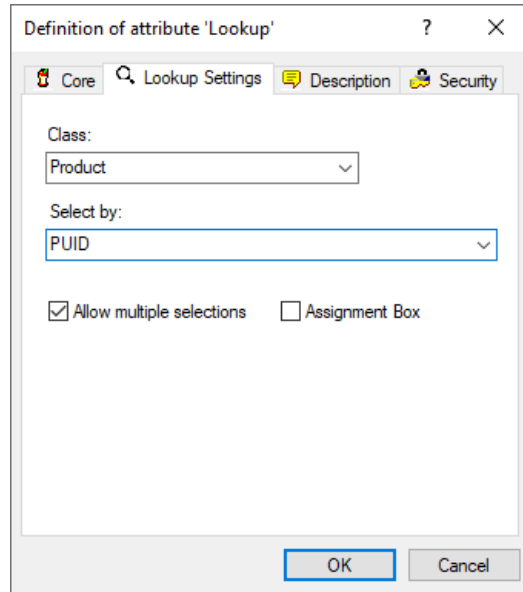 Definition of attribute 'Lookup' ?
Core Lookup Settings Description Security
Class:
Product
Select by:
PUID
Allow multiple selections Assignment Box
OK Cancel